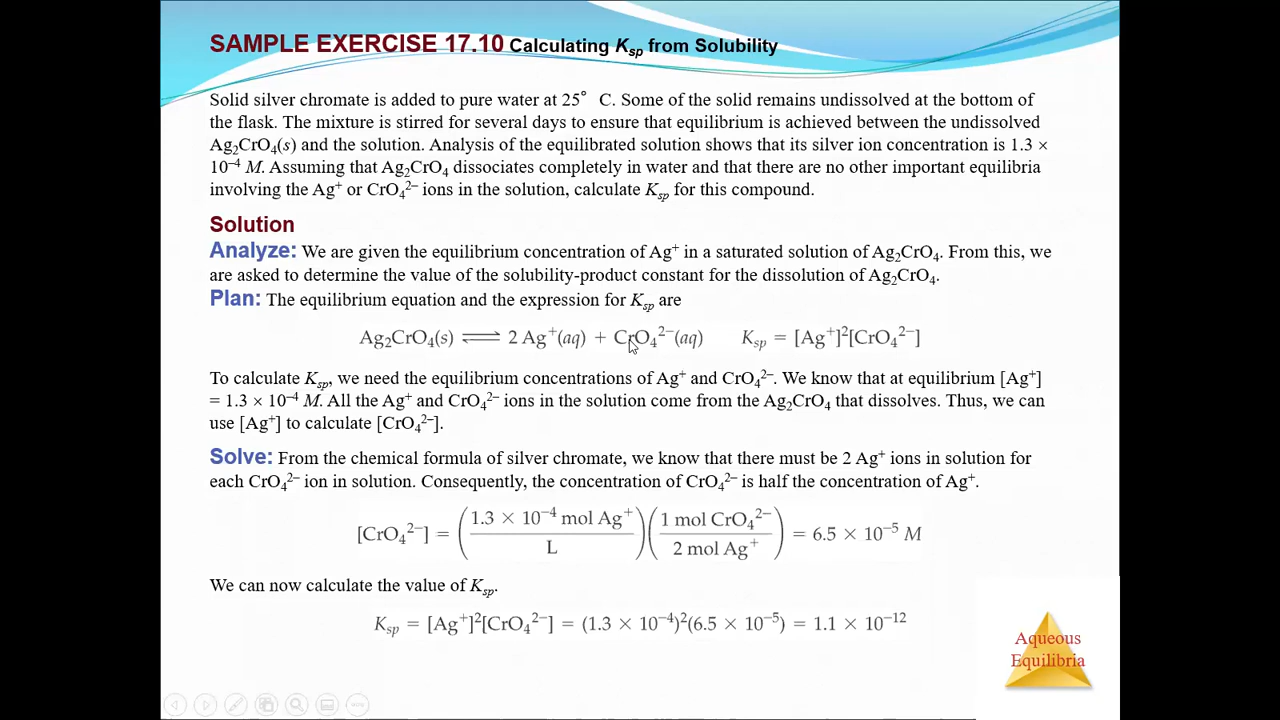 SAMPLE EXERCISE 17.10 Calculating Ksp from Solubility
Solid silver chromate is added to pure water at 25° C. Some of the solid remains undissolved at the bottom of
the flask. The mixture is stirred for several days to ensure that equilibrium is achieved between the undissolved
Ag₂CrO₄(s) and the solution. Analysis of the equilibrated solution shows that its silver ion concentration is 1.3 ×
10⁻⁴ M. Assuming that Ag₂CrO₄ dissociates completely in water and that there are no other important equilibria
involving the Ag⁺ or CrO₄²⁻ ions in the solution, calculate Ksp for this compound.
Solution
Analyze: We are given the equilibrium concentration of Ag⁺ in a saturated solution of Ag₂CrO₄. From this, we
are asked to determine the value of the solubility-product constant for the dissolution of Ag₂CrO₄.
Plan: The equilibrium equation and the expression for Ksp are
Ag₂CrO₄(s) ⇌ 2 Ag⁺(aq) + CrO₄²⁻(aq) Ksp = [Ag⁺]²[CrO₄²⁻]
To calculate Ksp, we need the equilibrium concentrations of Ag⁺ and CrO₄²⁻. We know that at equilibrium [Ag⁺]
= 1.3 × 10⁻⁴ M. All the Ag⁺ and CrO₄²⁻ ions in the solution come from the Ag₂CrO₄ that dissolves. Thus, we can
use [Ag⁺] to calculate [CrO₄²⁻].
Solve: From the chemical formula of silver chromate, we know that there must be 2 Ag⁺ ions in solution for
each CrO₄²⁻ ion in solution. Consequently, the concentration of CrO₄²⁻ is half the concentration of Ag⁺.
[CrO₄²⁻] = (1.3 × 10⁻⁴ mol Ag⁺ / L)(1 mol CrO₄²⁻ / 2 mol Ag⁺) = 6.5 × 10⁻⁵ M
We can now calculate the value of Ksp.
Ksp = [Ag⁺]²[CrO₄²⁻] = (1.3 × 10⁻⁴)²(6.5 × 10⁻⁵) = 1.1 × 10⁻¹²
Aqueous
Equilibria